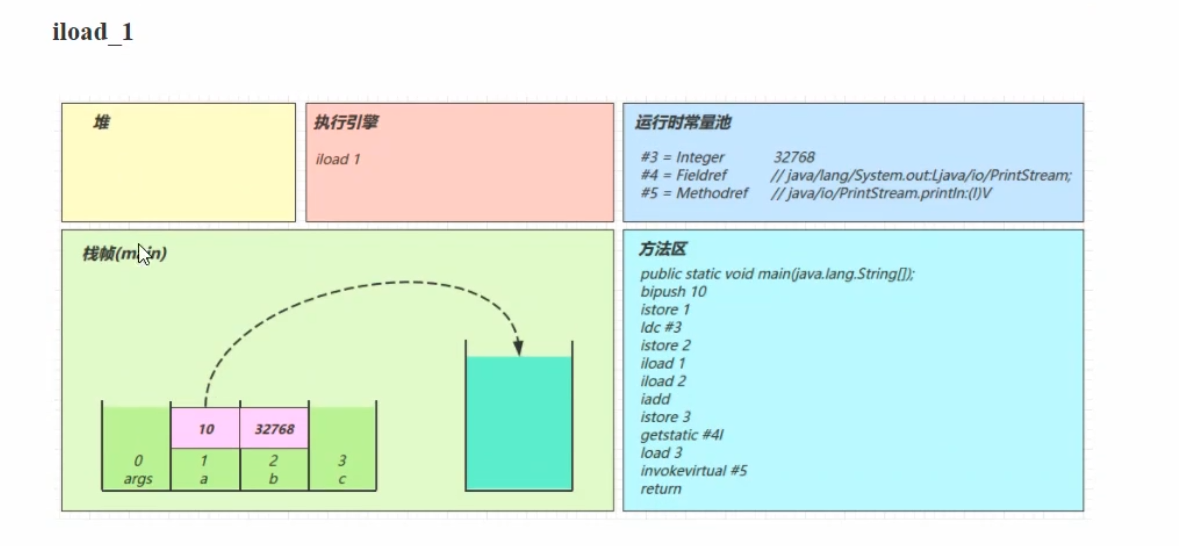 iload_1
堆
执行引擎
iload 1
运行时常量池
#3 = Integer 32768
#4 = Fieldref // java/lang/System.out:Ljava/io/PrintStream;
#5 = Methodref // java/io/PrintStream.println:(I)V
栈帧(main)
10 32768
0 1 2 3
args a b c
方法区
public static void main(java.lang.String[]);
bipush 10
istore 1
ldc #3
istore 2
iload 1
iload 2
iadd
istore 3
getstatic #4I
load 3
invokevirtual #5
return